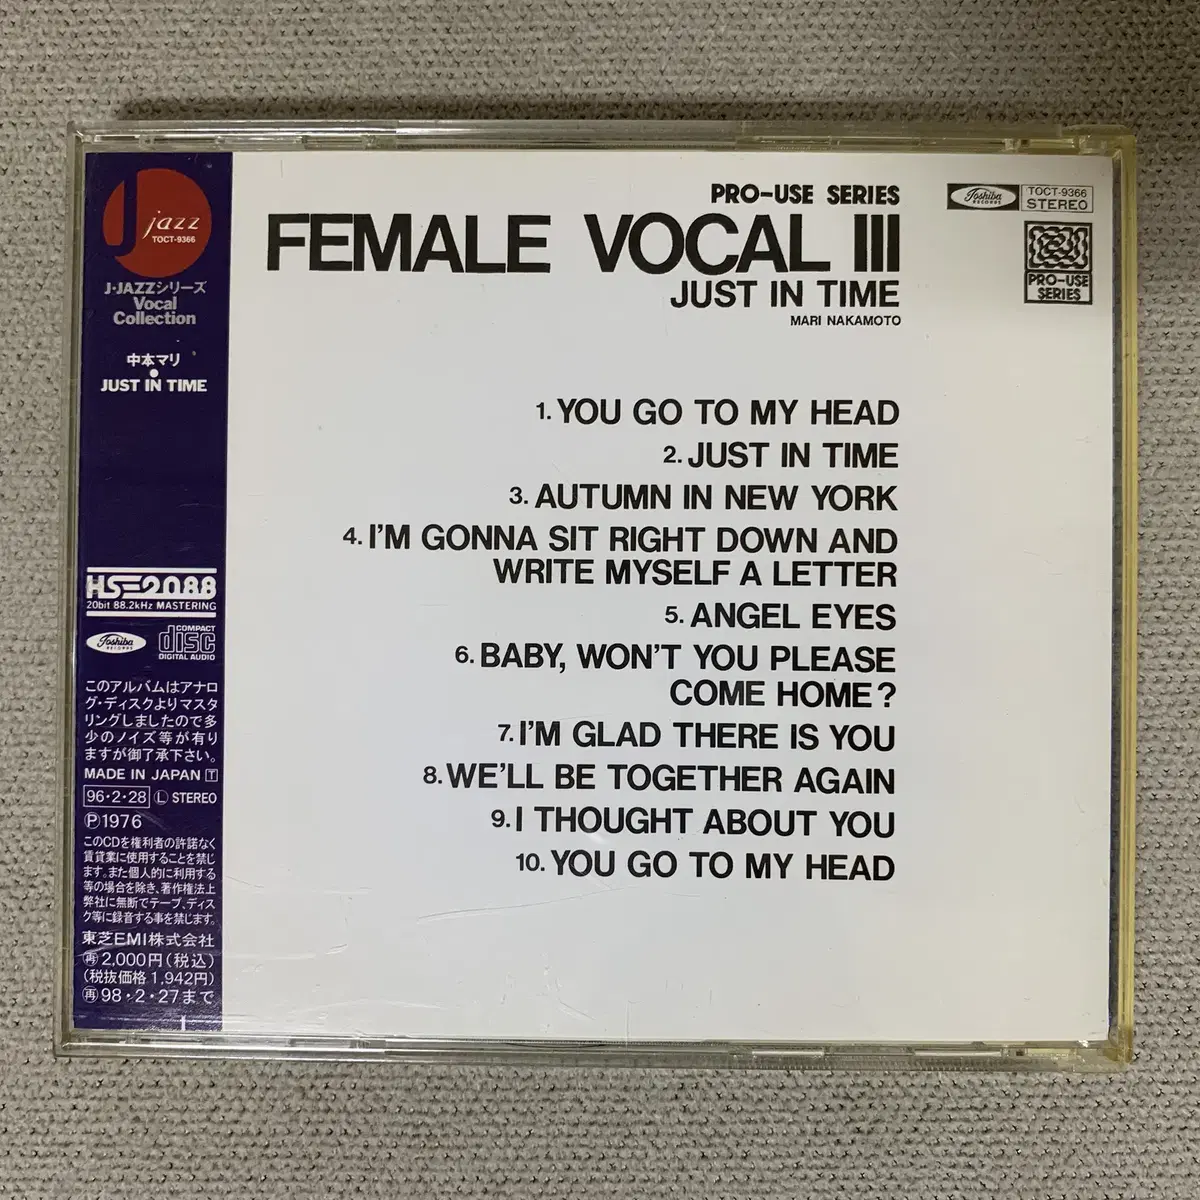 J jazz
TOCT-9366
J・JAZZシリーズ
Vocal
Collection
中本マリ
●
JUST IN TIME
HS2088
20bit 88.2kHz MASTERING
Toshiba
RECORDS
COMPACT
disc
DIGITAL AUDIO
このアルバムはアナロ
グ・ディスクよりマスタ
リングしましたので多
少のノイズ等が有り
ますが御了承下さい。
MADE IN JAPAN T
96・2・28 Ⓛ STEREO
Ⓟ1976
このCDを権利者の許諾なく
賃貸業に使用することを禁じ
ます。また個人的に利用する
等の場合を除き、著作権法上
弊社に無断でテープ、ディス
ク等に録音する事を禁じます。
東芝EMI株式会社
再2,000円(税込)
(税抜価格1,942円)
再98・2・27まで
PRO-USE SERIES
FEMALE VOCAL III
JUST IN TIME
MARI NAKAMOTO
Toshiba
RECORDS
TOCT-9366
STEREO
PRO-USE
SERIES
1. YOU GO TO MY HEAD
2. JUST IN TIME
3. AUTUMN IN NEW YORK
4. I'M GONNA SIT RIGHT DOWN AND
WRITE MYSELF A LETTER
5. ANGEL EYES
6. BABY, WON'T YOU PLEASE
COME HOME?
7. I'M GLAD THERE IS YOU
8. WE'LL BE TOGETHER AGAIN
9. I THOUGHT ABOUT YOU
10. YOU GO TO MY HEAD